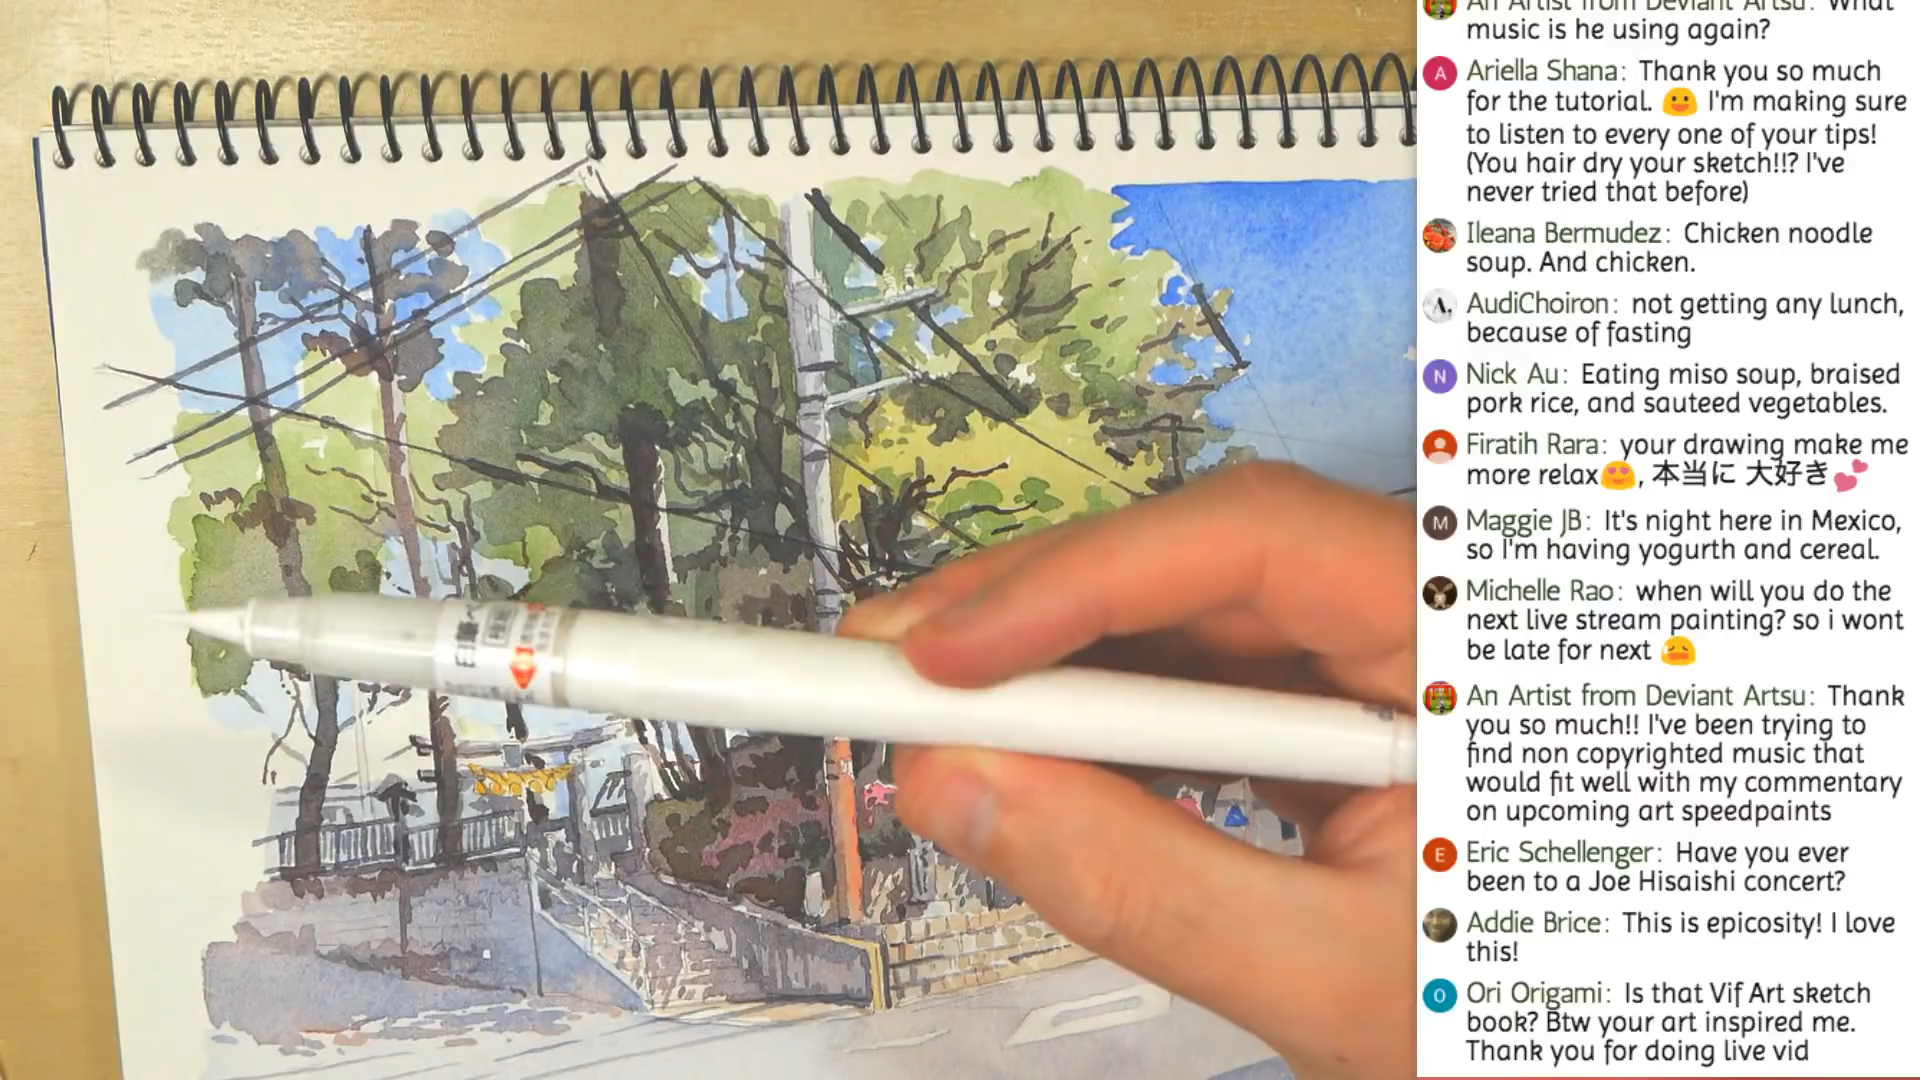 An Artist from Deviant Artsu: What
music is he using again?
A Ariella Shana: Thank you so much
for the tutorial. 😀 I'm making sure
to listen to every one of your tips!
(You hair dry your sketch!!? I've
never tried that before)
Ileana Bermudez: Chicken noodle
soup. And chicken.
A. AudiChoiron: not getting any lunch,
because of fasting
N Nick Au: Eating miso soup, braised
pork rice, and sauteed vegetables.
Firatih Rara: your drawing make me
more relax😍, 本当に 大好き💕
M Maggie JB: It's night here in Mexico,
so I'm having yogurth and cereal.
Michelle Rao: when will you do the
next live stream painting? so i wont
be late for next 😩
An Artist from Deviant Artsu: Thank
you so much!! I've been trying to
find non copyrighted music that
would fit well with my commentary
on upcoming art speedpaints
E Eric Schellenger: Have you ever
been to a Joe Hisaishi concert?
Addie Brice: This is epicosity! I love
this!
O Ori Origami: Is that Vif Art sketch
book? Btw your art inspired me.
Thank you for doing live vid